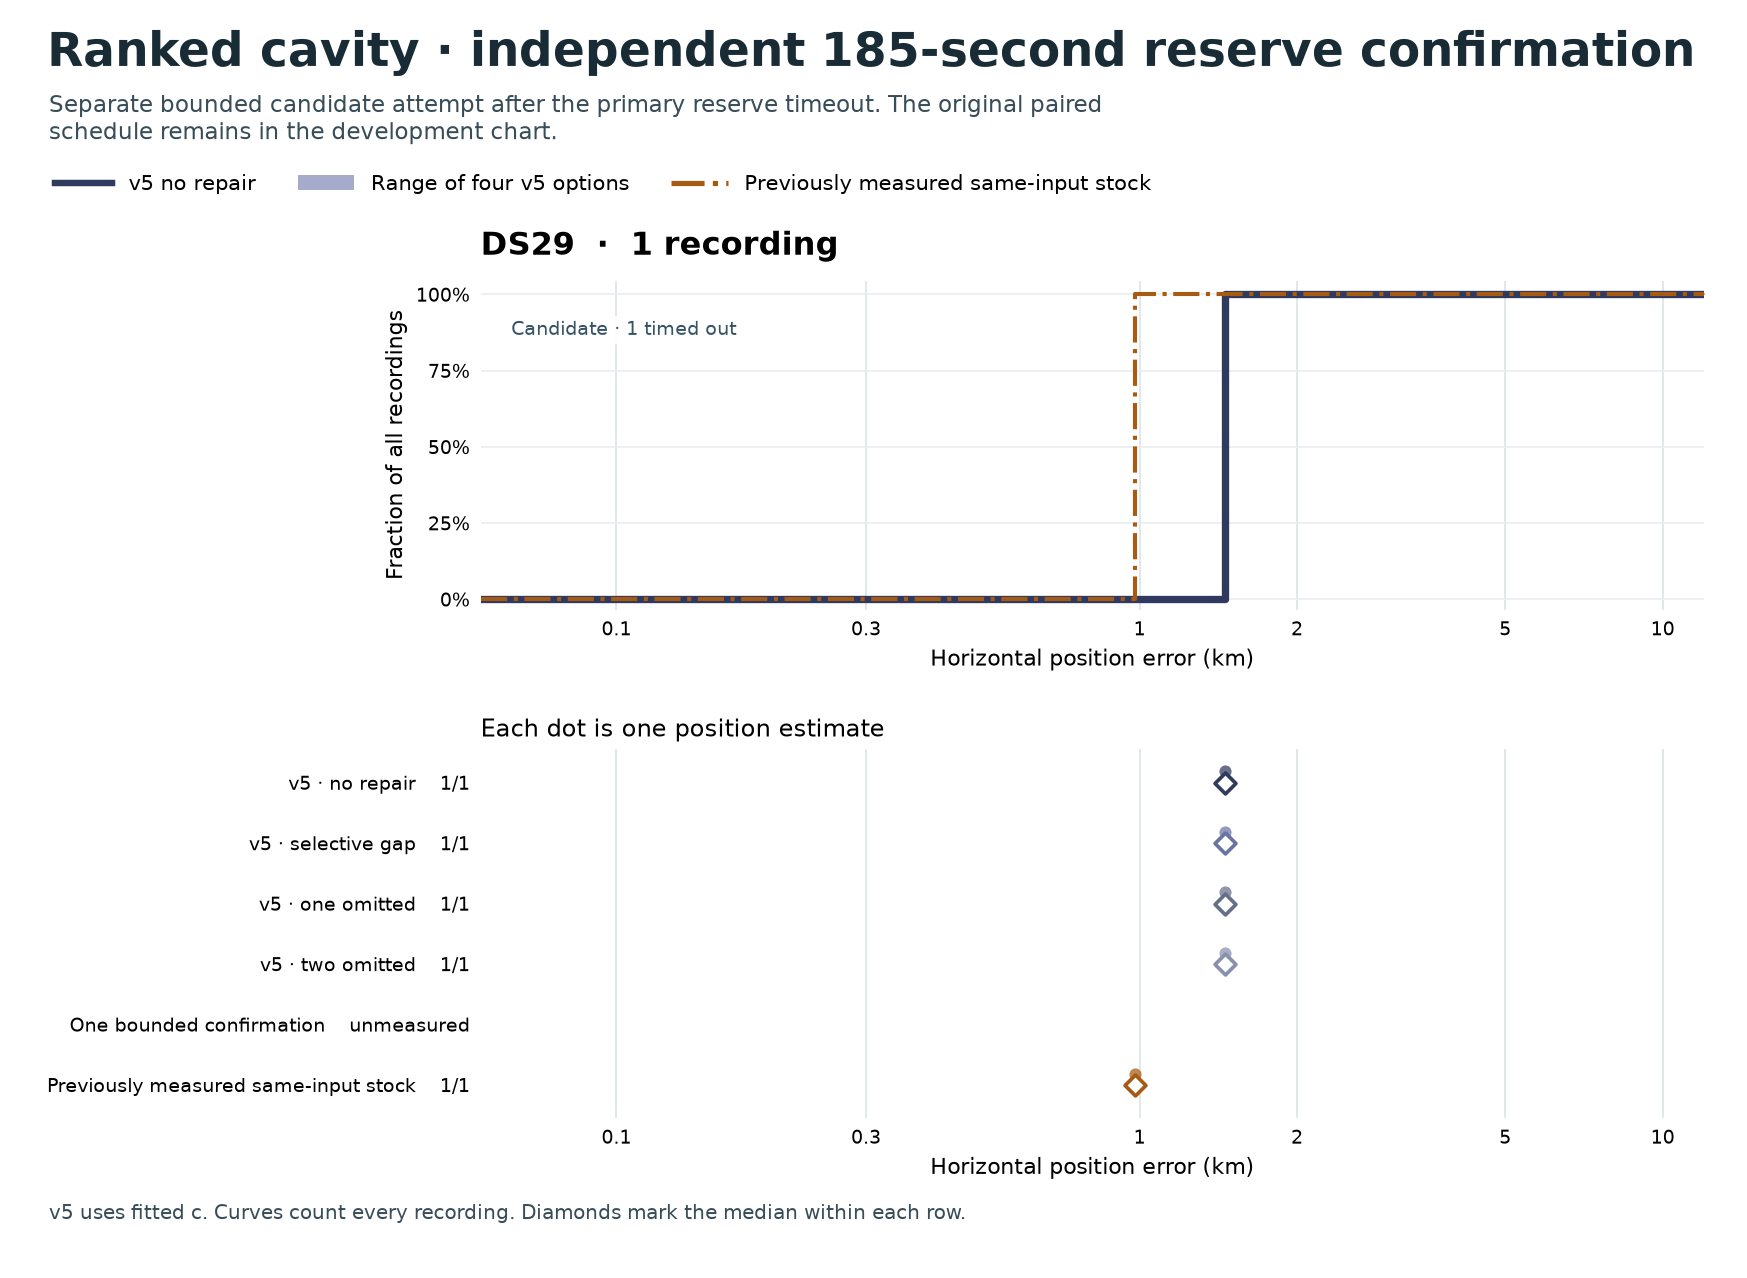 Ranked cavity · independent 185-second reserve confirmation
Separate bounded candidate attempt after the primary reserve timeout. The original paired
schedule remains in the development chart.
v5 no repair
Range of four v5 options
Previously measured same-input stock
DS29 · 1 recording
Fraction of all recordings
100%
75%
50%
25%
0%
Candidate · 1 timed out
0.1 0.3 1 2 5 10
Horizontal position error (km)
Each dot is one position estimate
v5 · no repair 1/1
v5 · selective gap 1/1
v5 · one omitted 1/1
v5 · two omitted 1/1
One bounded confirmation unmeasured
Previously measured same-input stock 1/1
0.1 0.3 1 2 5 10
Horizontal position error (km)
v5 uses fitted c. Curves count every recording. Diamonds mark the median within each row.